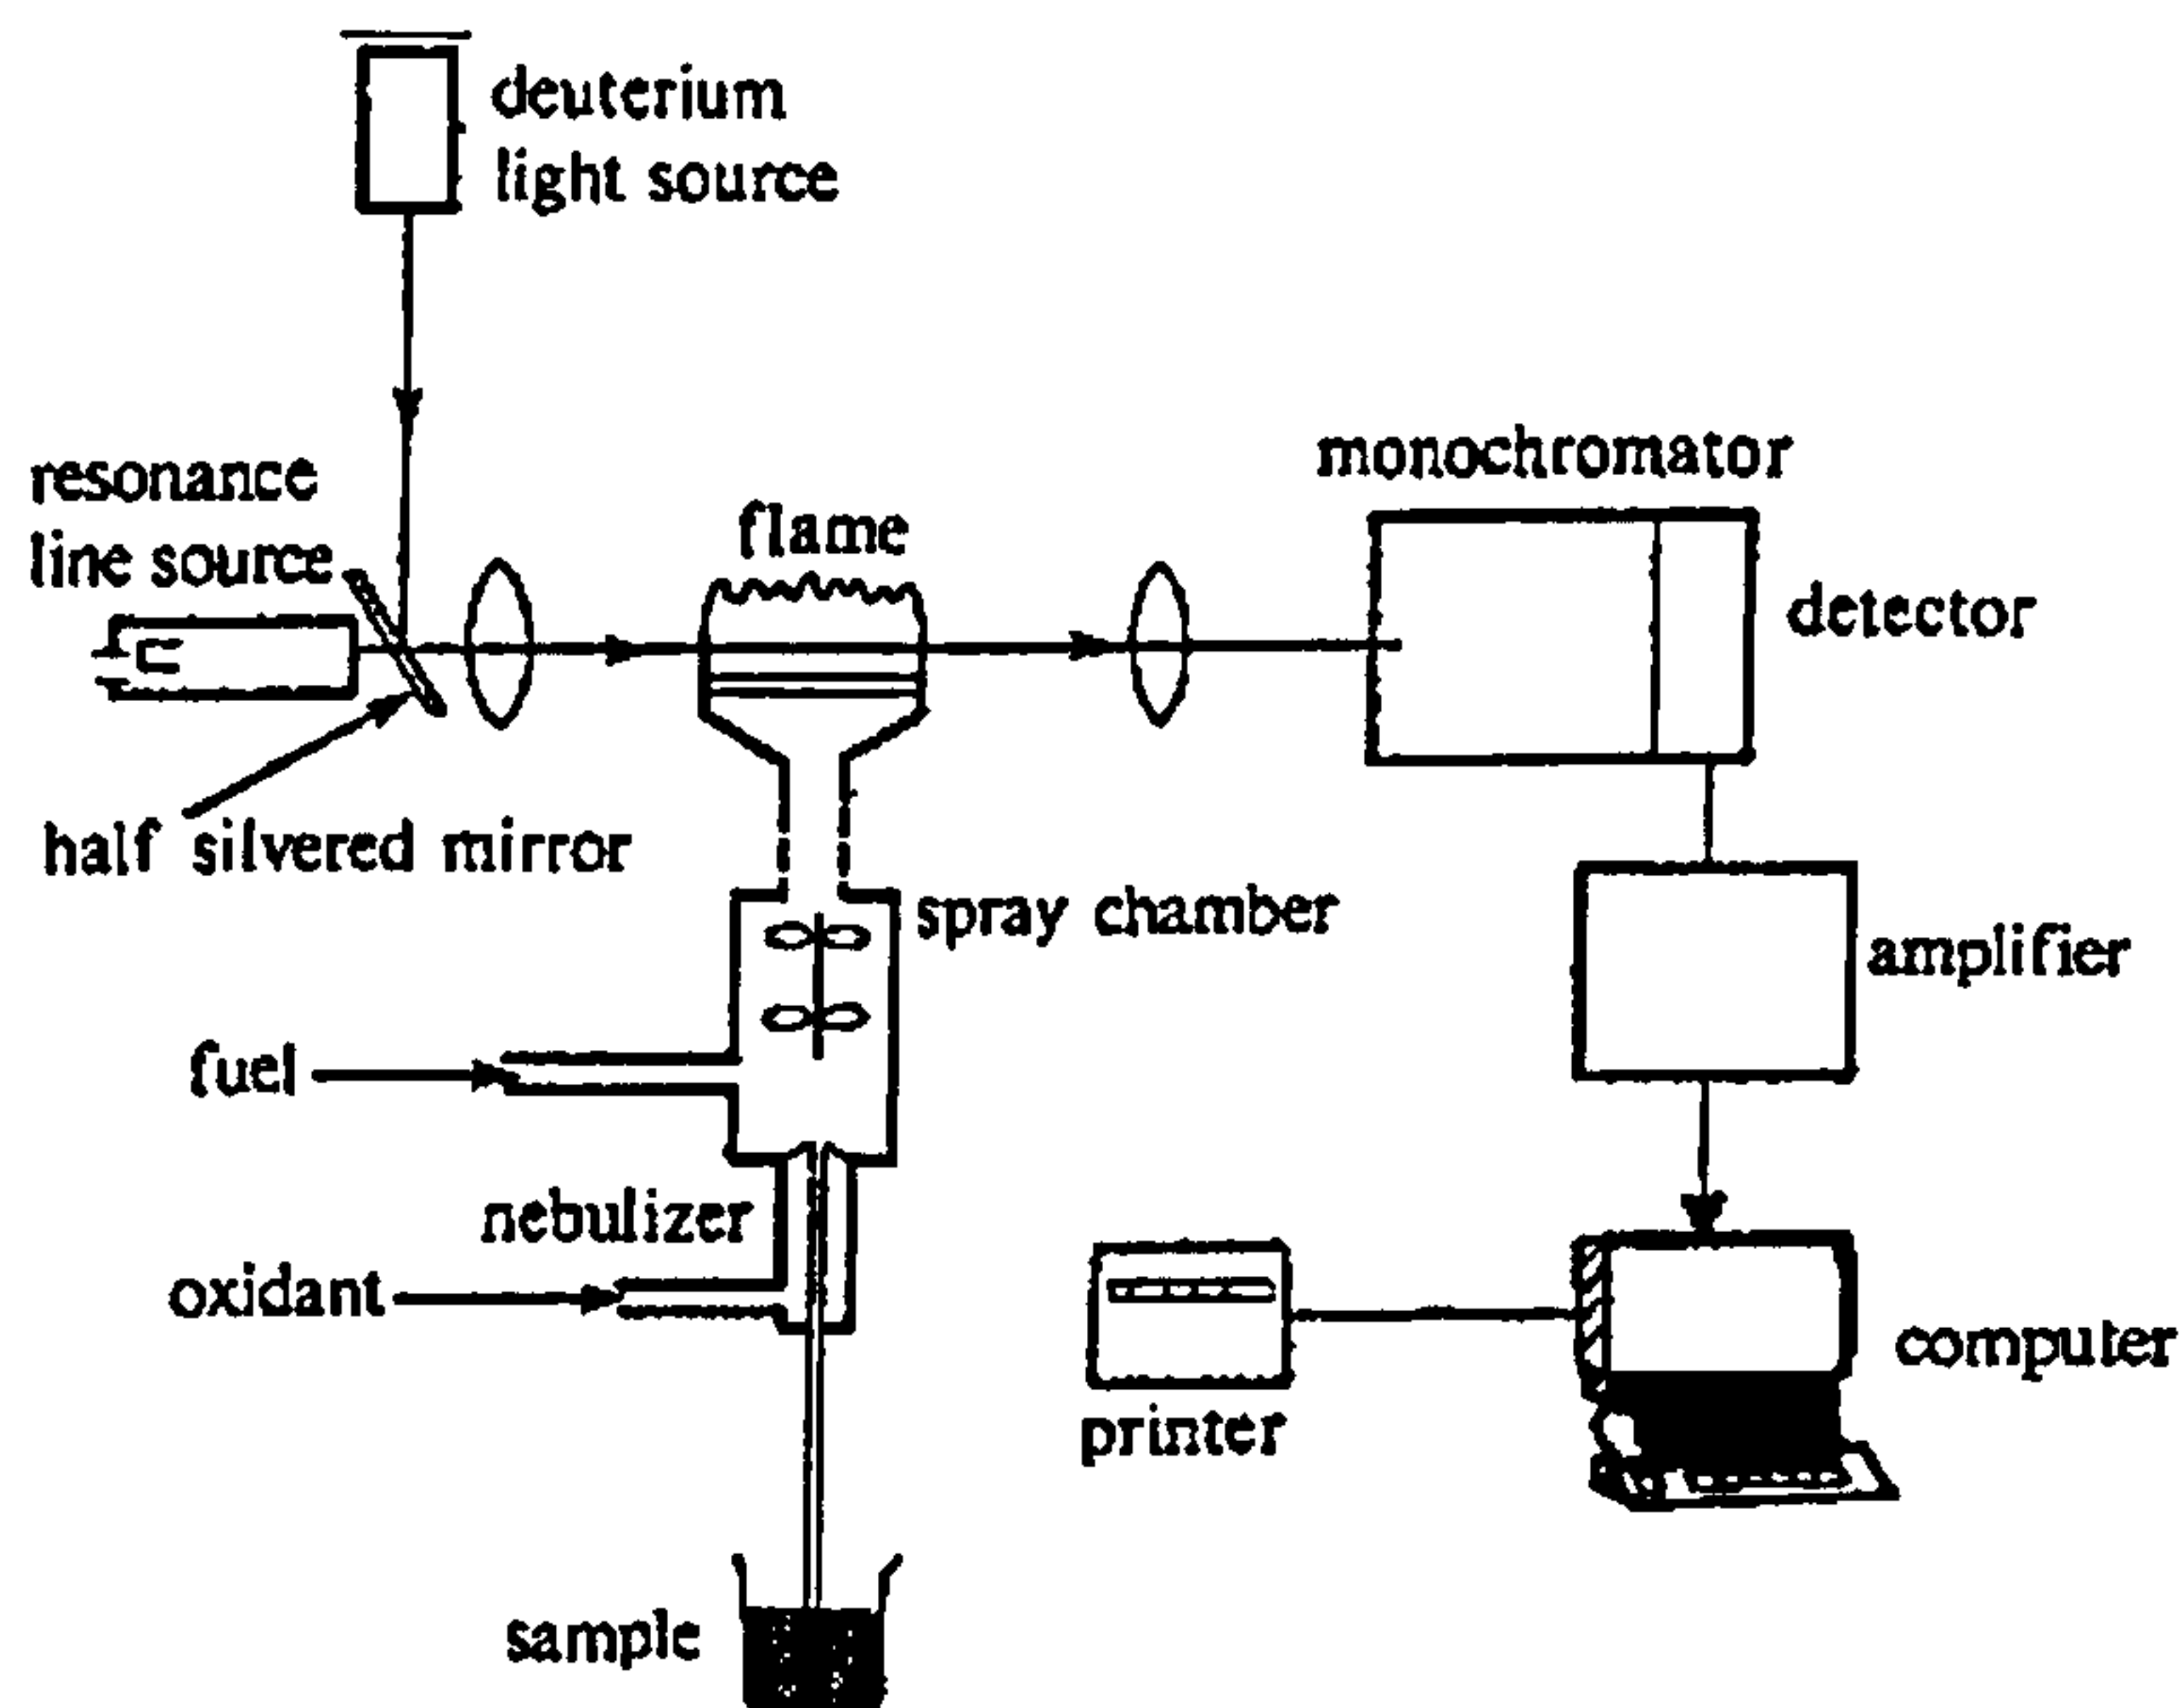 deuterium
light source
resonance
line source
flame
monochromator
detector
half silvered mirror
spray chamber
amplifier
fuel
nebulizer
oxidant
computer
printer
sample